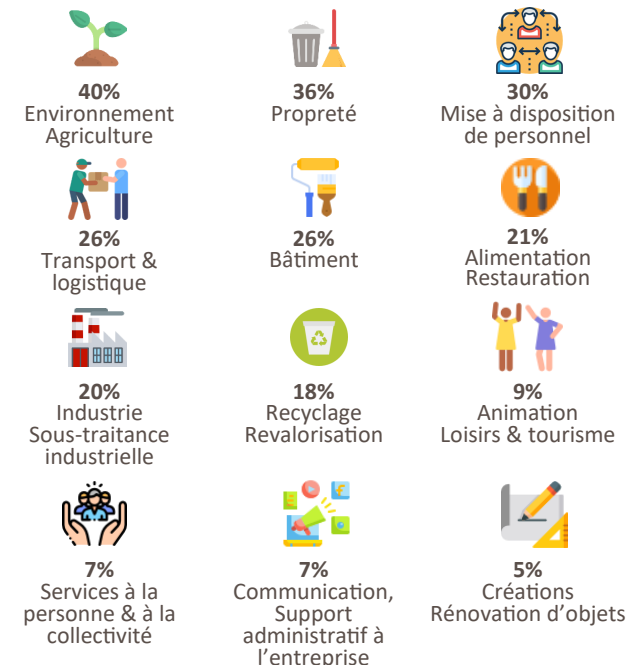 40%
Environnement
Agriculture
36%
Propreté
30%
Mise à disposition
de personnel
26%
Transport &
logistique
26%
Bâtiment
21%
Alimentation
Restauration
20%
Industrie
Sous-traitance
industrielle
18%
Recyclage
Revalorisation
9%
Animation
Loisirs & tourisme
7%
Services à la
personne & à la
collectivité
7%
Communication,
Support
administratif à
l'entreprise
5%
Créations
Rénovation d'objets